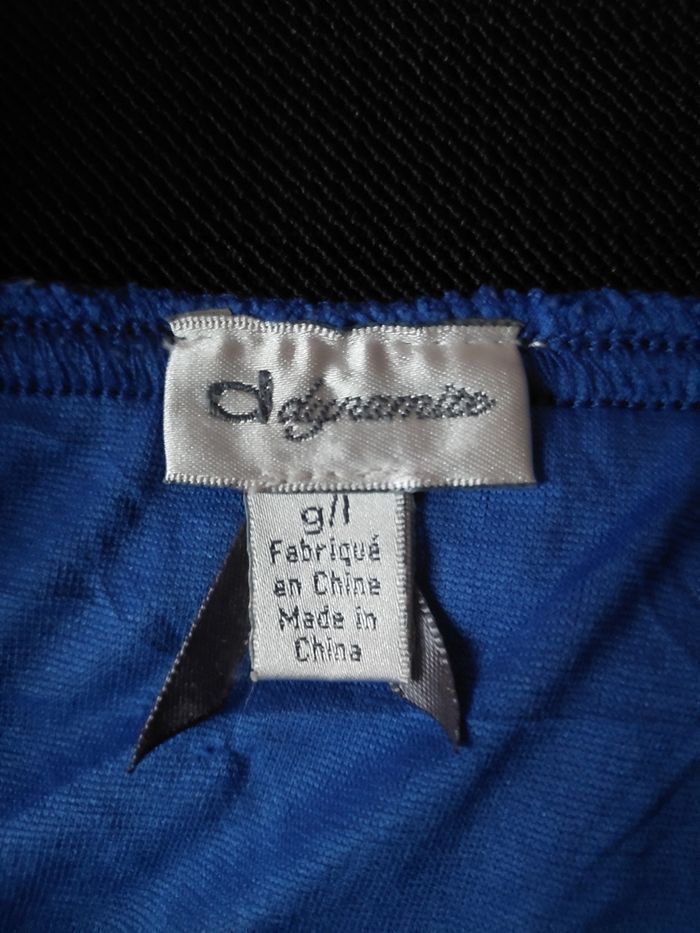 d dynamite
g/l
Fabriqué
en Chine
Made in
China